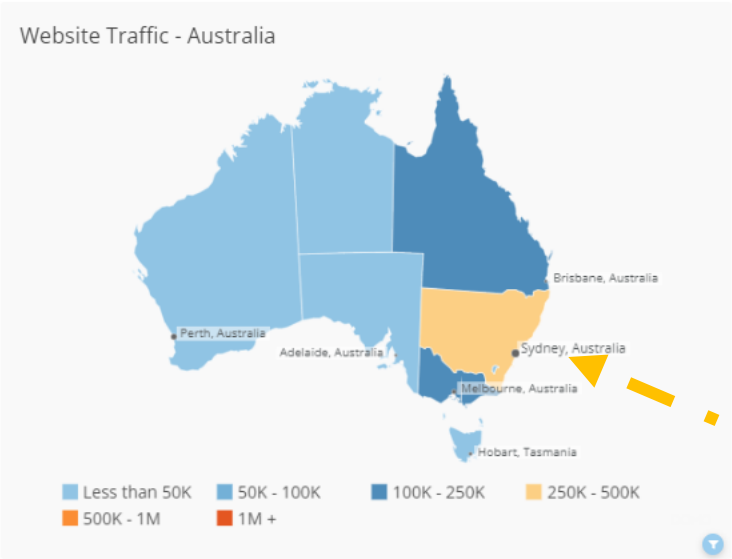 Website Traffic - Australia
Brisbane, Australia
Perth, Australia
Sydney, Australia
Adelaide, Australia
Melbourne, Australia
Hobart, Tasmania
Less than 50K 50K - 100K 100K - 250K 250K - 500K
500K - 1M 1M +